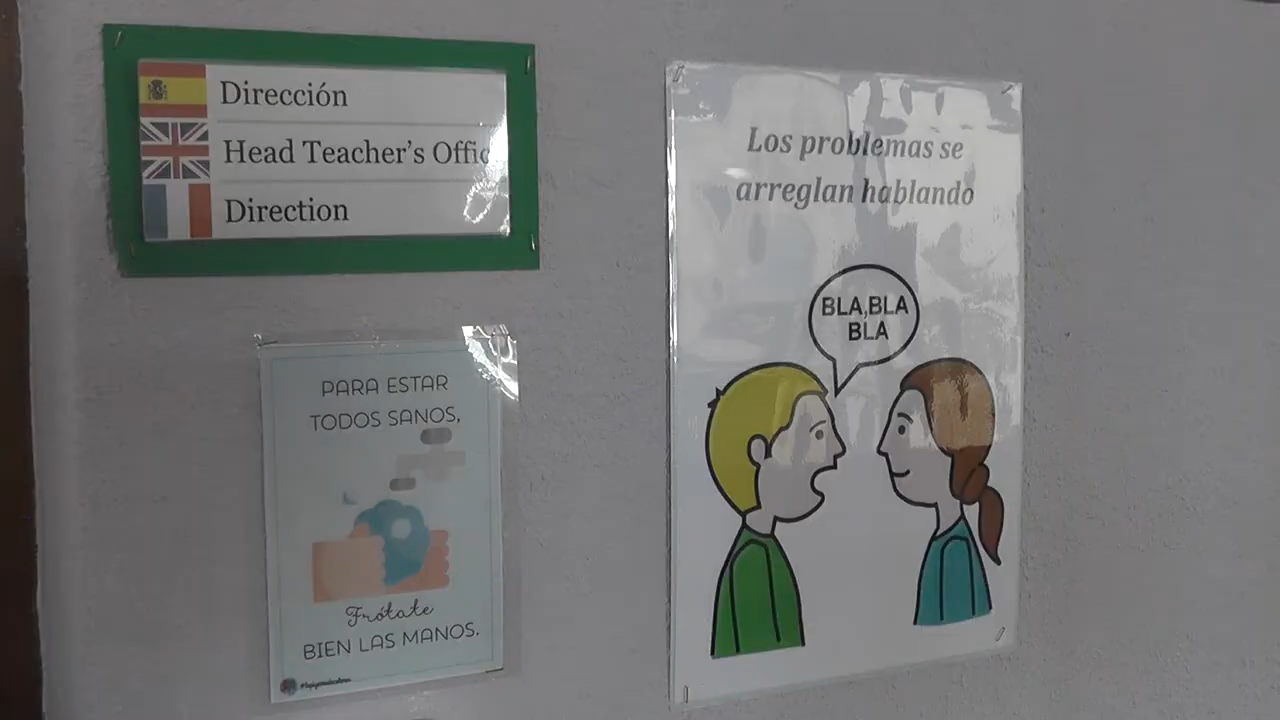 Dirección
Head Teacher's Offic
Direction
Los problemas se
arreglan hablando
BLA,BLA
BLA
PARA ESTAR
TODOS SANOS,
Frótate
BIEN LAS MANOS.